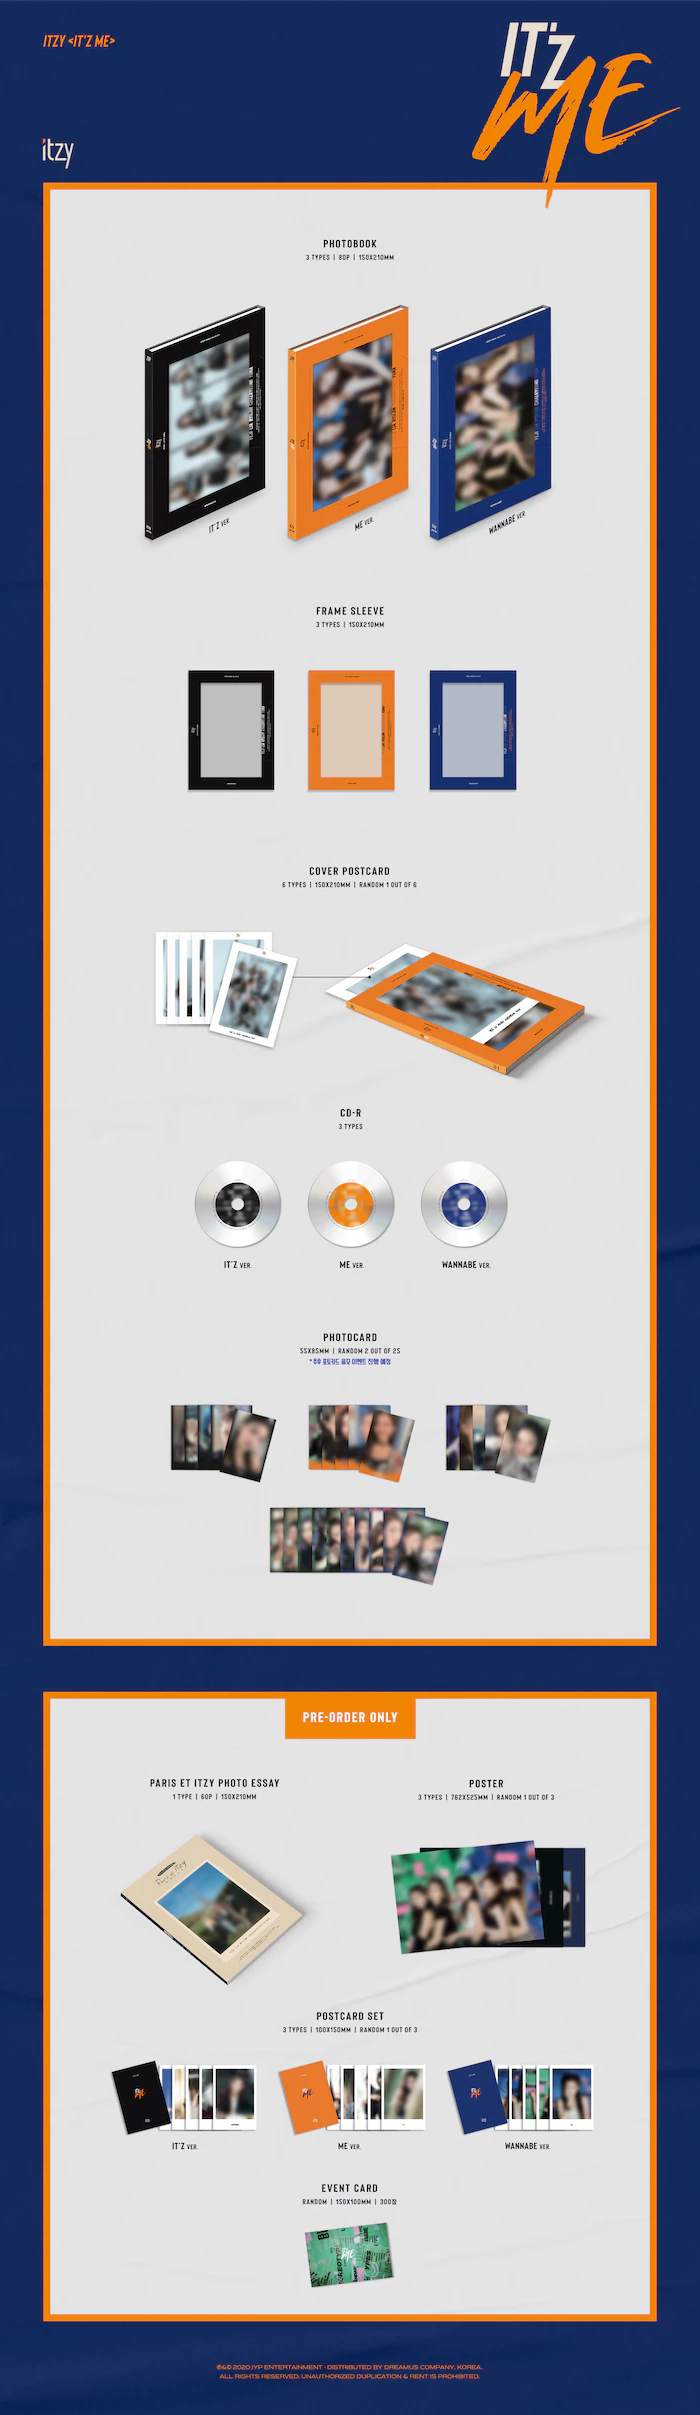 ITZY <IT'Z ME>
IT'Z
ME
itzy
PHOTOBOOK
3 TYPES | 80P | 150X210MM
IT'Z VER.
ME VER.
WANNABE VER.
FRAME SLEEVE
3 TYPES | 150X210MM
COVER POSTCARD
6 TYPES | 150X210MM | RANDOM 1 OUT OF 6
CD-R
3 TYPES
IT'Z VER.
ME VER.
WANNABE VER.
PHOTOCARD
55X85MM | RANDOM 2 OUT OF 25
*추후 포토카드 응모 이벤트 진행 예정
PRE-ORDER ONLY
PARIS ET ITZY PHOTO ESSAY
1 TYPE | 60P | 150X210MM
POSTER
3 TYPES | 762X525MM | RANDOM 1 OUT OF 3
POSTCARD SET
3 TYPES | 100X150MM | RANDOM 1 OUT OF 3
IT'Z VER.
ME VER.
WANNABE VER.
EVENT CARD
RANDOM | 150X100MM | 300장
℗&© 2020 JYP ENTERTAINMENT · DISTRIBUTED BY DREAMUS COMPANY. KOREA.
ALL RIGHTS RESERVED. UNAUTHORIZED DUPLICATION & RENT IS PROHIBITED.